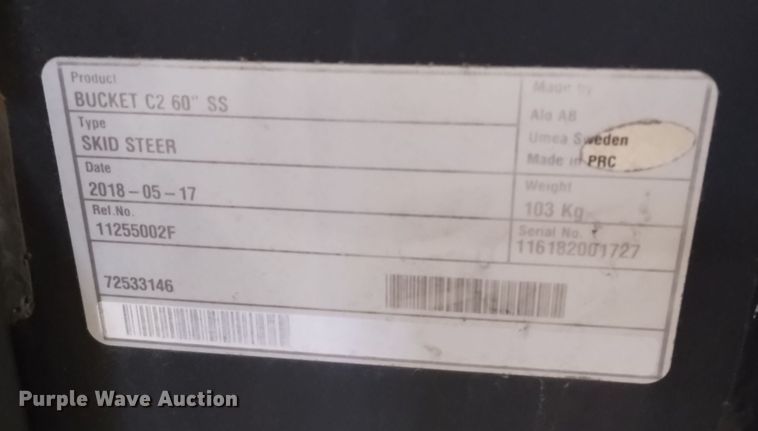 Product
BUCKET C2 60" SS
Type
SKID STEER
Date
2018-05-17
Ref.No.
11255002F
72533146
Made by
Alo AB
Umea Sweden
Made in PRC
Weight
103 Kg
Serial No.
116182001727
Purple Wave Auction